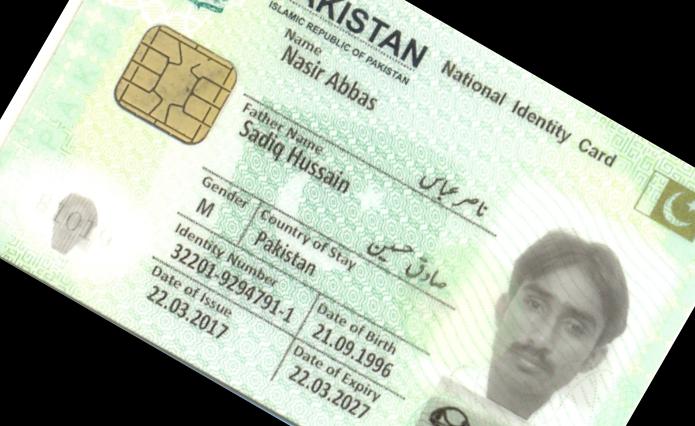 PAKISTAN National Identity Card
ISLAMIC REPUBLIC OF PAKISTAN
Name
Nasir Abbas
ناصر عباس
Father Name
Sadiq Hussain
صادق حسین
Gender Country of Stay
M Pakistan
Identity Number Date of Birth
32201-9294791-1 21.09.1996
Date of Issue Date of Expiry
22.03.2017 22.03.2027